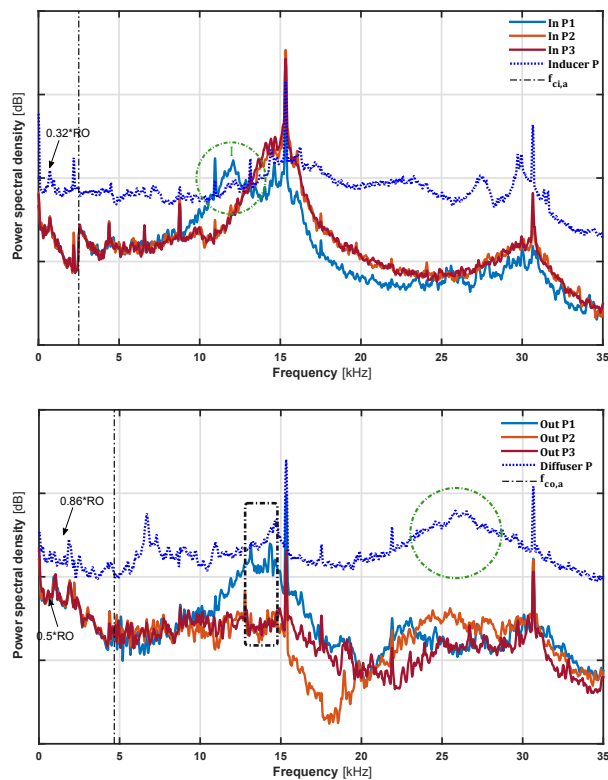 In P1
In P2
In P3
Inducer P
f_ci,a
0.32*RO
I
Power spectral density [dB]
0 5 10 15 20 25 30 35
Frequency [kHz]
Out P1
Out P2
Out P3
Diffuser P
f_co,a
0.86*RO
0.5*RO
Power spectral density [dB]
0 5 10 15 20 25 30 35
Frequency [kHz]